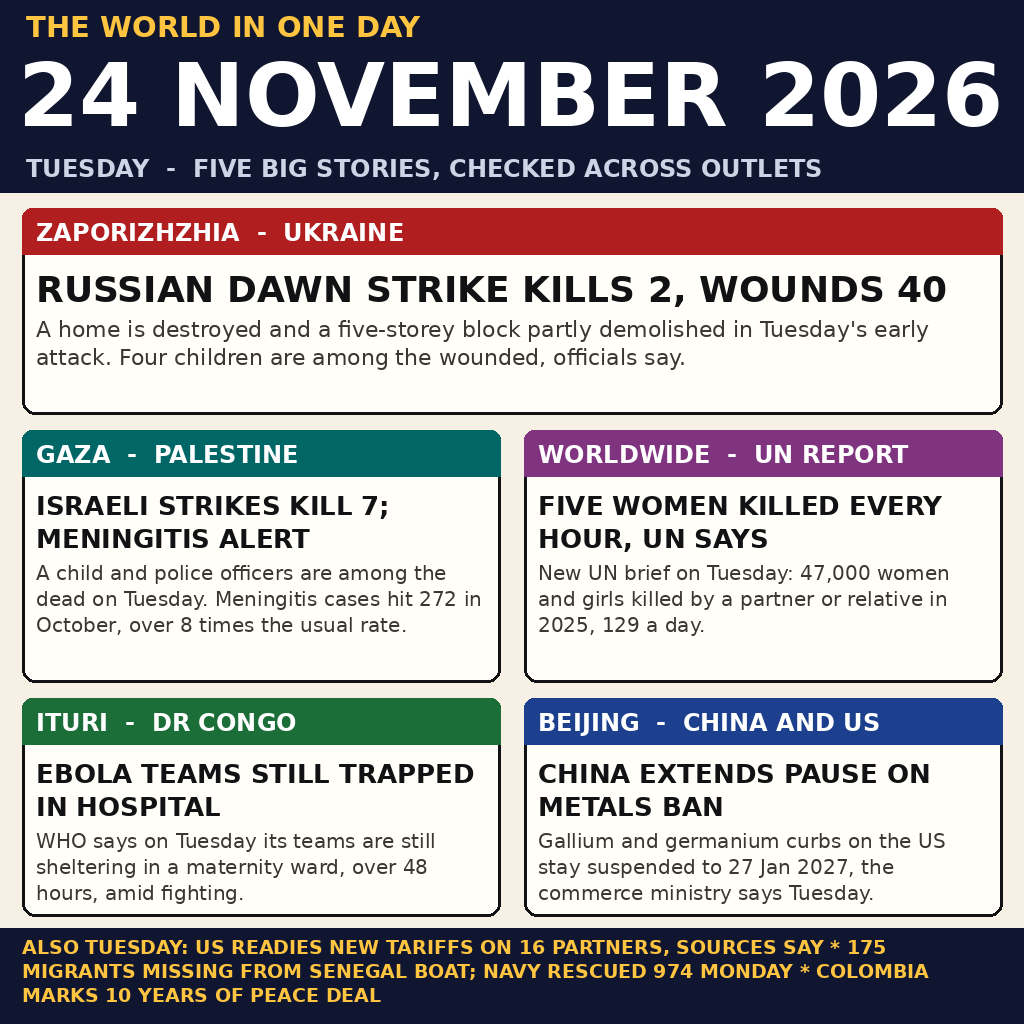 THE WORLD IN ONE DAY
24 NOVEMBER 2026
TUESDAY - FIVE BIG STORIES, CHECKED ACROSS OUTLETS
ZAPORIZHZHIA - UKRAINE
RUSSIAN DAWN STRIKE KILLS 2, WOUNDS 40
A home is destroyed and a five-storey block partly demolished in Tuesday's early
attack. Four children are among the wounded, officials say.
GAZA - PALESTINE
ISRAELI STRIKES KILL 7;
MENINGITIS ALERT
A child and police officers are among the
dead on Tuesday. Meningitis cases hit 272 in
October, over 8 times the usual rate.
WORLDWIDE - UN REPORT
FIVE WOMEN KILLED EVERY
HOUR, UN SAYS
New UN brief on Tuesday: 47,000 women
and girls killed by a partner or relative in
2025, 129 a day.
ITURI - DR CONGO
EBOLA TEAMS STILL TRAPPED
IN HOSPITAL
WHO says on Tuesday its teams are still
sheltering in a maternity ward, over 48
hours, amid fighting.
BEIJING - CHINA AND US
CHINA EXTENDS PAUSE ON
METALS BAN
Gallium and germanium curbs on the US
stay suspended to 27 Jan 2027, the
commerce ministry says Tuesday.
ALSO TUESDAY: US READIES NEW TARIFFS ON 16 PARTNERS, SOURCES SAY * 175
MIGRANTS MISSING FROM SENEGAL BOAT; NAVY RESCUED 974 MONDAY * COLOMBIA
MARKS 10 YEARS OF PEACE DEAL